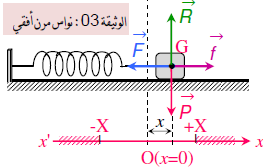 الوثيقة 03 : نواس مرن أفقي
R
F
G
f
x
P
x'
-X
+X
x
O(x=0)